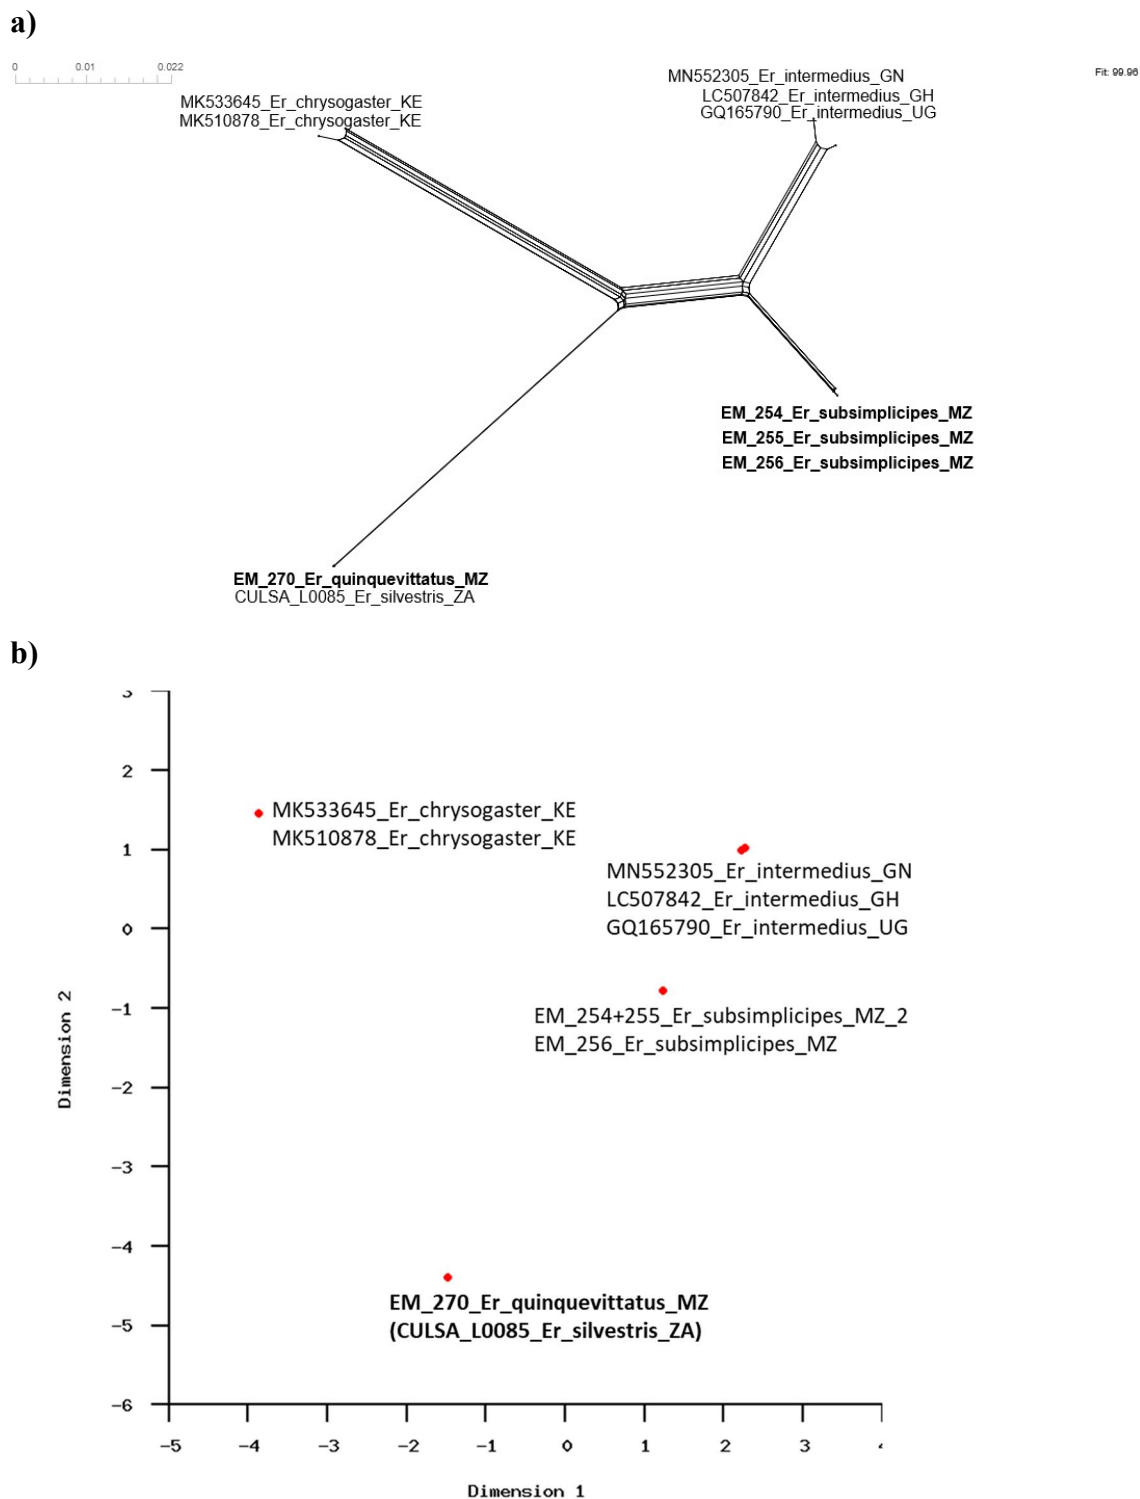 a)
0 0.01 0.022
Fit: 99.96
MK533645_Er_chrysogaster_KE
MK510878_Er_chrysogaster_KE
MN552305_Er_intermedius_GN
LC507842_Er_intermedius_GH
GQ165790_Er_intermedius_UG
EM_254_Er_subsimplicipes_MZ
EM_255_Er_subsimplicipes_MZ
EM_256_Er_subsimplicipes_MZ
EM_270_Er_quinquevittatus_MZ
CULSA_L0085_Er_silvestris_ZA
b)
3
2
1
0
-1
-2
-3
-4
-5
-6
Dimension 2
MK533645_Er_chrysogaster_KE
MK510878_Er_chrysogaster_KE
MN552305_Er_intermedius_GN
LC507842_Er_intermedius_GH
GQ165790_Er_intermedius_UG
EM_254+255_Er_subsimplicipes_MZ_2
EM_256_Er_subsimplicipes_MZ
EM_270_Er_quinquevittatus_MZ
(CULSA_L0085_Er_silvestris_ZA)
-5 -4 -3 -2 -1 0 1 2 3
Dimension 1